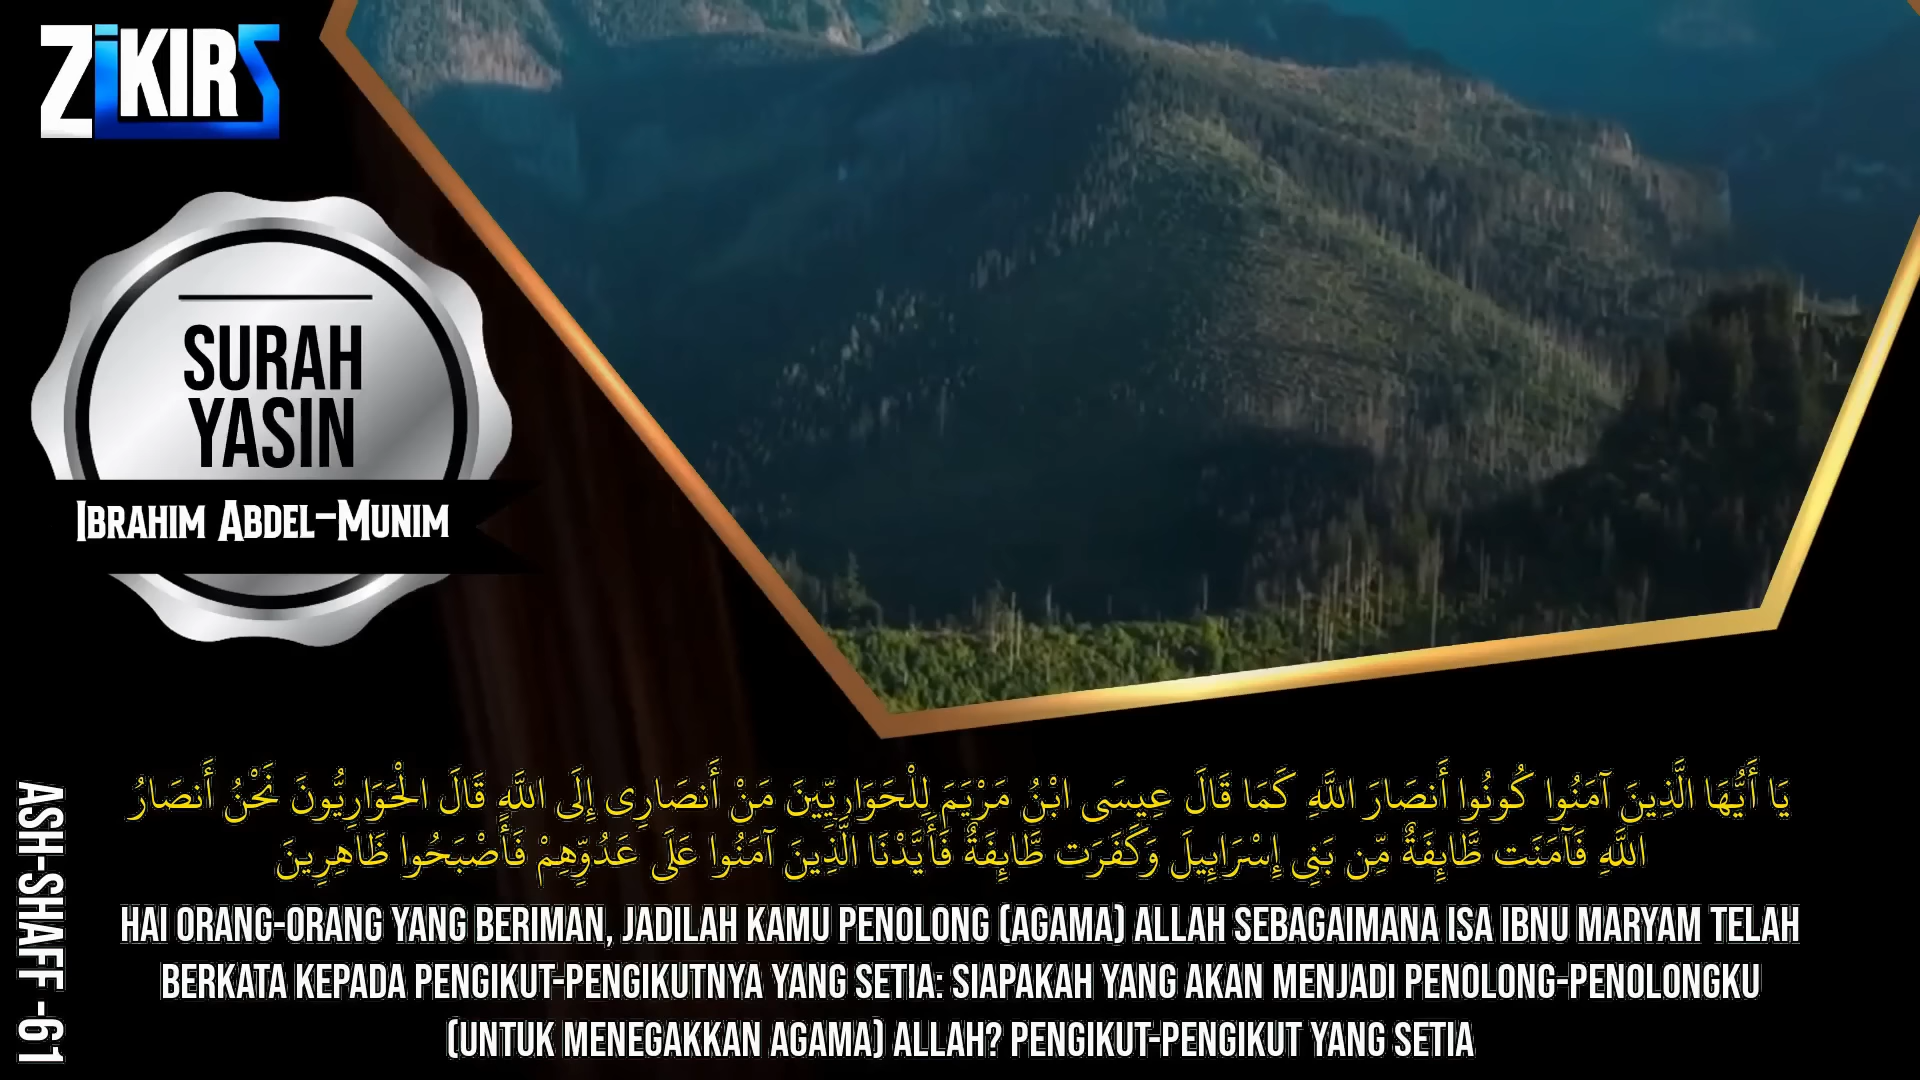 ZiKIRS
SURAH
YASIN
IBRAHIM ABDEL-MUNIM
يَا أَيُّهَا الَّذِينَ آمَنُوا كُونُوا أَنصَارَ اللَّهِ كَمَا قَالَ عِيسَى ابْنُ مَرْيَمَ لِلْحَوَارِيِّينَ مَنْ أَنصَارِى إِلَى اللَّهِ قَالَ الْحَوَارِيُّونَ نَحْنُ أَنصَارُ
اللَّهِ فَآمَنَت طَّايِفَةٌ مِّن بَنِى إِسْرَايِيلَ وَكَفَرَت طَّائِفَةٌ فَأَيَّدْنَا الَّذِينَ آمَنُوا عَلَى عَدُوِّهِمْ فَأَصْبَحُوا ظَاهِرِينَ
HAI ORANG-ORANG YANG BERIMAN, JADILAH KAMU PENOLONG (AGAMA) ALLAH SEBAGAIMANA ISA IBNU MARYAM TELAH
BERKATA KEPADA PENGIKUT-PENGIKUTNYA YANG SETIA: SIAPAKAH YANG AKAN MENJADI PENOLONG-PENOLONGKU
(UNTUK MENEGAKKAN AGAMA) ALLAH? PENGIKUT-PENGIKUT YANG SETIA
ASH-SHAFF -61